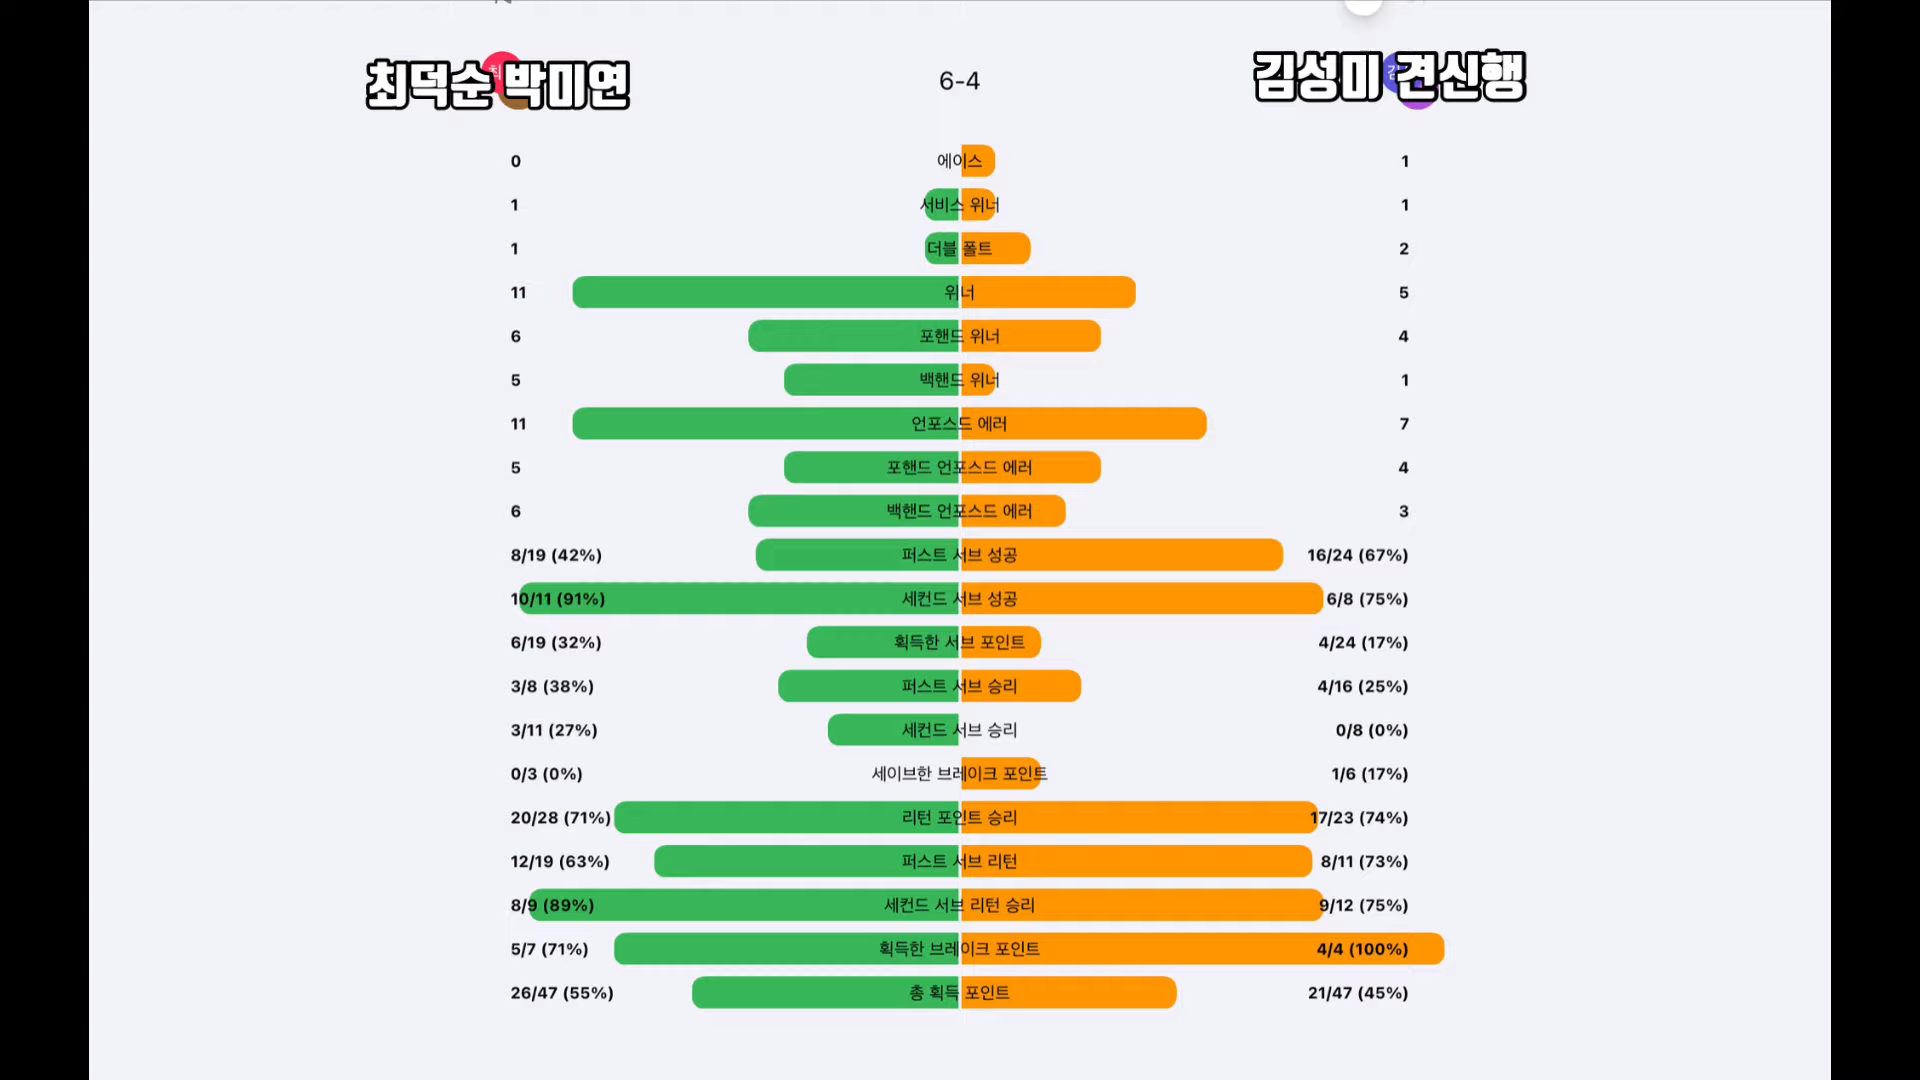 최덕순 박미연 6-4 김성미 견신행
0 에이스 1
1 서비스 위너 1
1 더블 폴트 2
11 위너 5
6 포핸드 위너 4
5 백핸드 위너 1
11 언포스드 에러 7
5 포핸드 언포스드 에러 4
6 백핸드 언포스드 에러 3
8/19 (42%) 퍼스트 서브 성공 16/24 (67%)
10/11 (91%) 세컨드 서브 성공 6/8 (75%)
6/19 (32%) 획득한 서브 포인트 4/24 (17%)
3/8 (38%) 퍼스트 서브 승리 4/16 (25%)
3/11 (27%) 세컨드 서브 승리 0/8 (0%)
0/3 (0%) 세이브한 브레이크 포인트 1/6 (17%)
20/28 (71%) 리턴 포인트 승리 17/23 (74%)
12/19 (63%) 퍼스트 서브 리턴 8/11 (73%)
8/9 (89%) 세컨드 서브 리턴 승리 9/12 (75%)
5/7 (71%) 획득한 브레이크 포인트 4/4 (100%)
26/47 (55%) 총 획득 포인트 21/47 (45%)